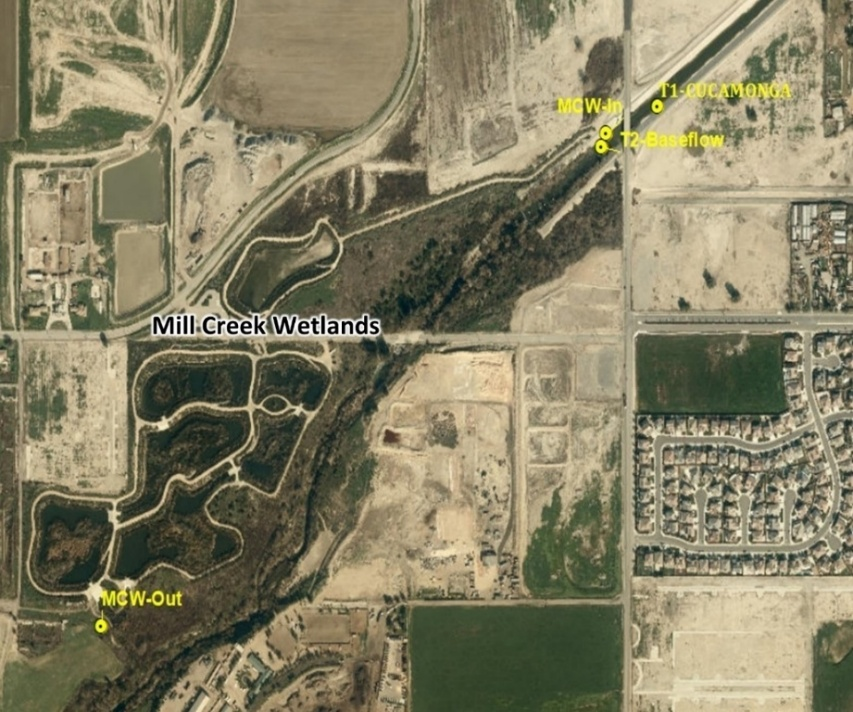 T1-CUCAMONGA
MCW-In
T2-Baseflow
Mill Creek Wetlands
MCW-Out